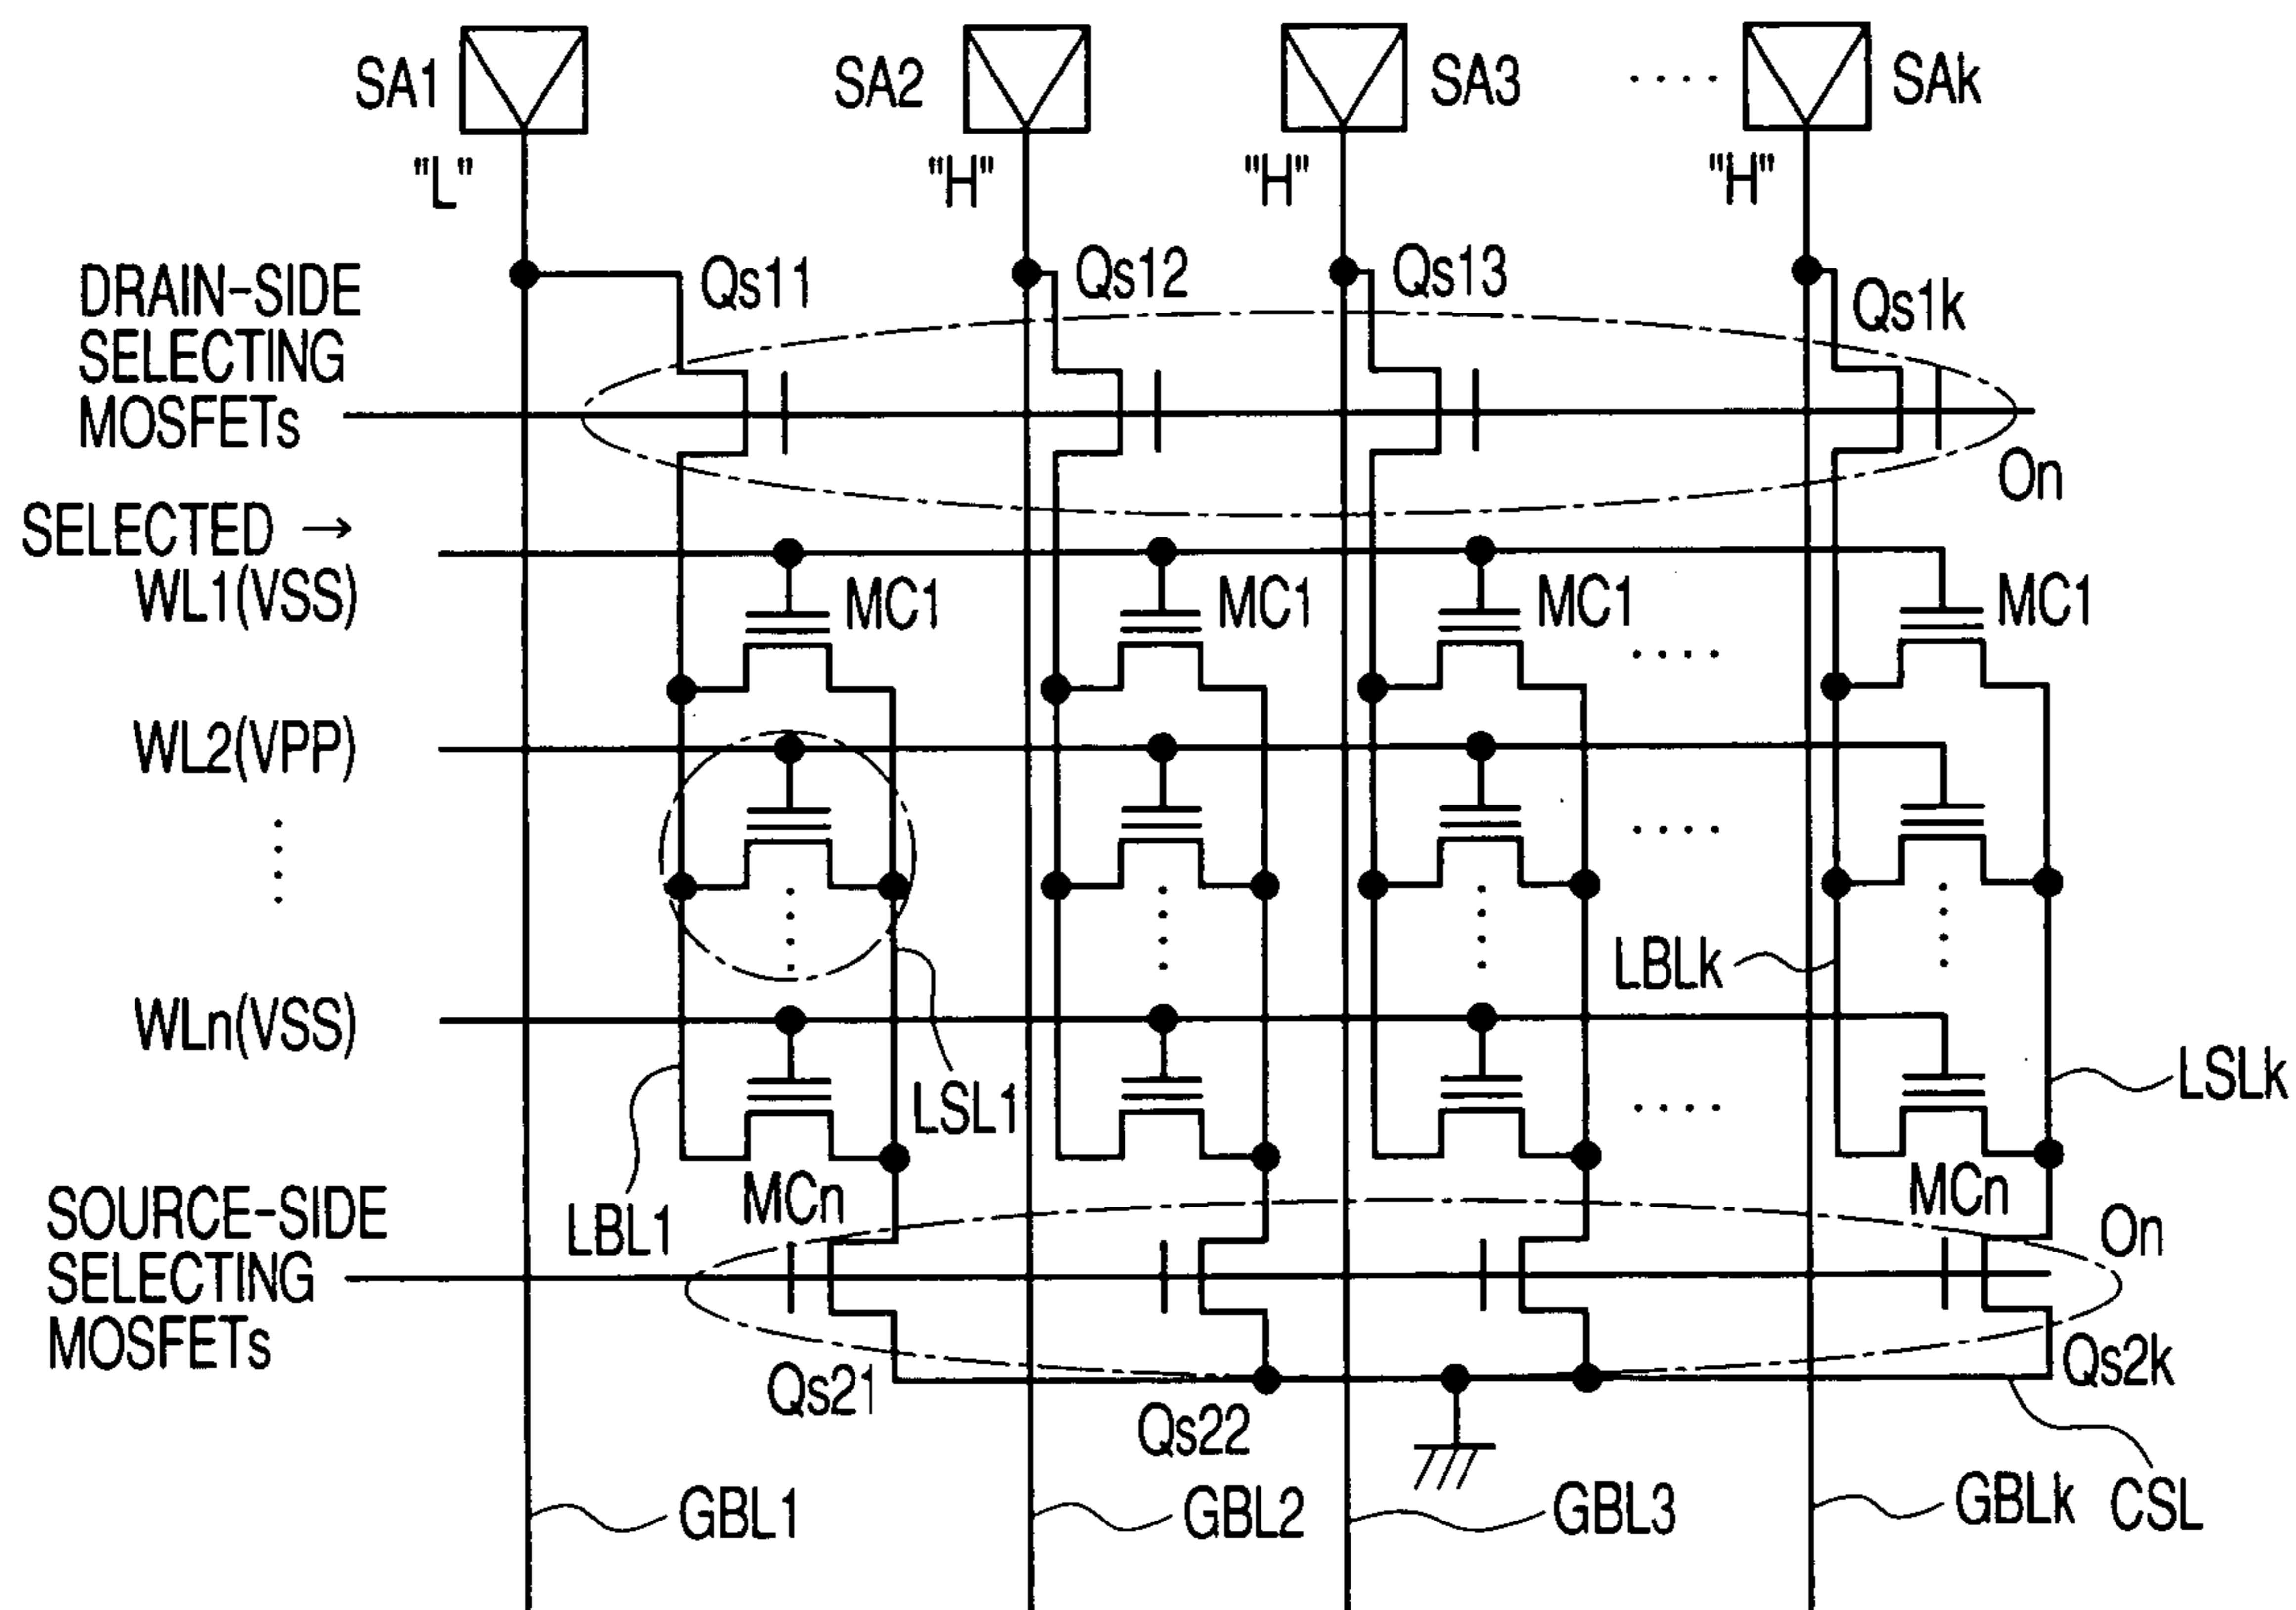 SA1 SA2 SA3 SAk
"L" "H" "H" "H"
Qs11 Qs12 Qs13 Qs1k
DRAIN-SIDE
SELECTING
MOSFETs
On
SELECTED →
WL1(VSS)
MC1 MC1 MC1 MC1
WL2(VPP)
LBLk
WLn(VSS)
LSL1 LSLk
MCn MCn
LBL1
SOURCE-SIDE
SELECTING
MOSFETs
On
Qs21 Qs22 Qs2k
GBL1 GBL2 GBL3 GBLk CSL